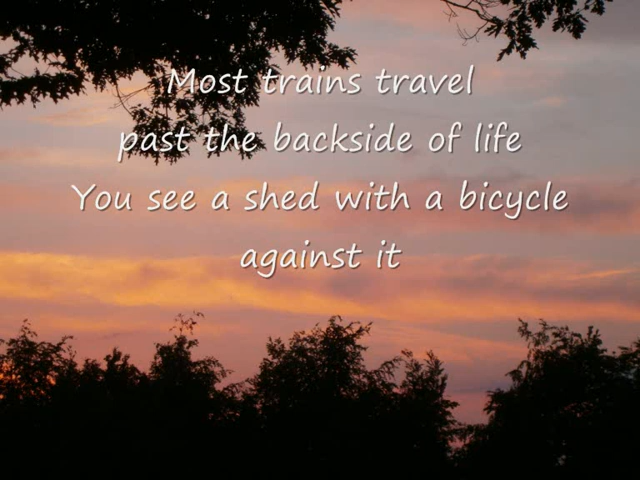 Most trains travel
past the backside of life
You see a shed with a bicycle
against it